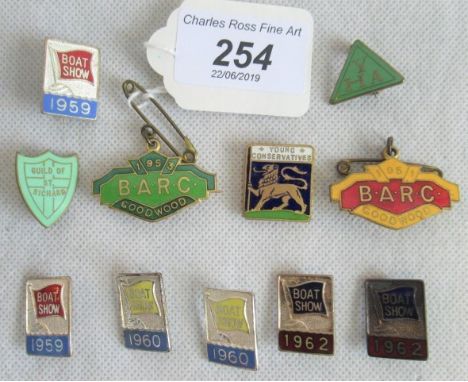 Charles Ross Fine Art
254
22/06/2019
BOAT
SHOW
1959
GUILD OF
ST.
RICHARD
B.A.R.C.
GOODWOOD
YOUNG
CONSERVATIVES
1951
B.A.R.C.
GOODWOOD
BOAT
SHOW
1959
BOAT
SHOW
1960
BOAT
SHOW
1960
BOAT
SHOW
1962
BOAT
SHOW
1962